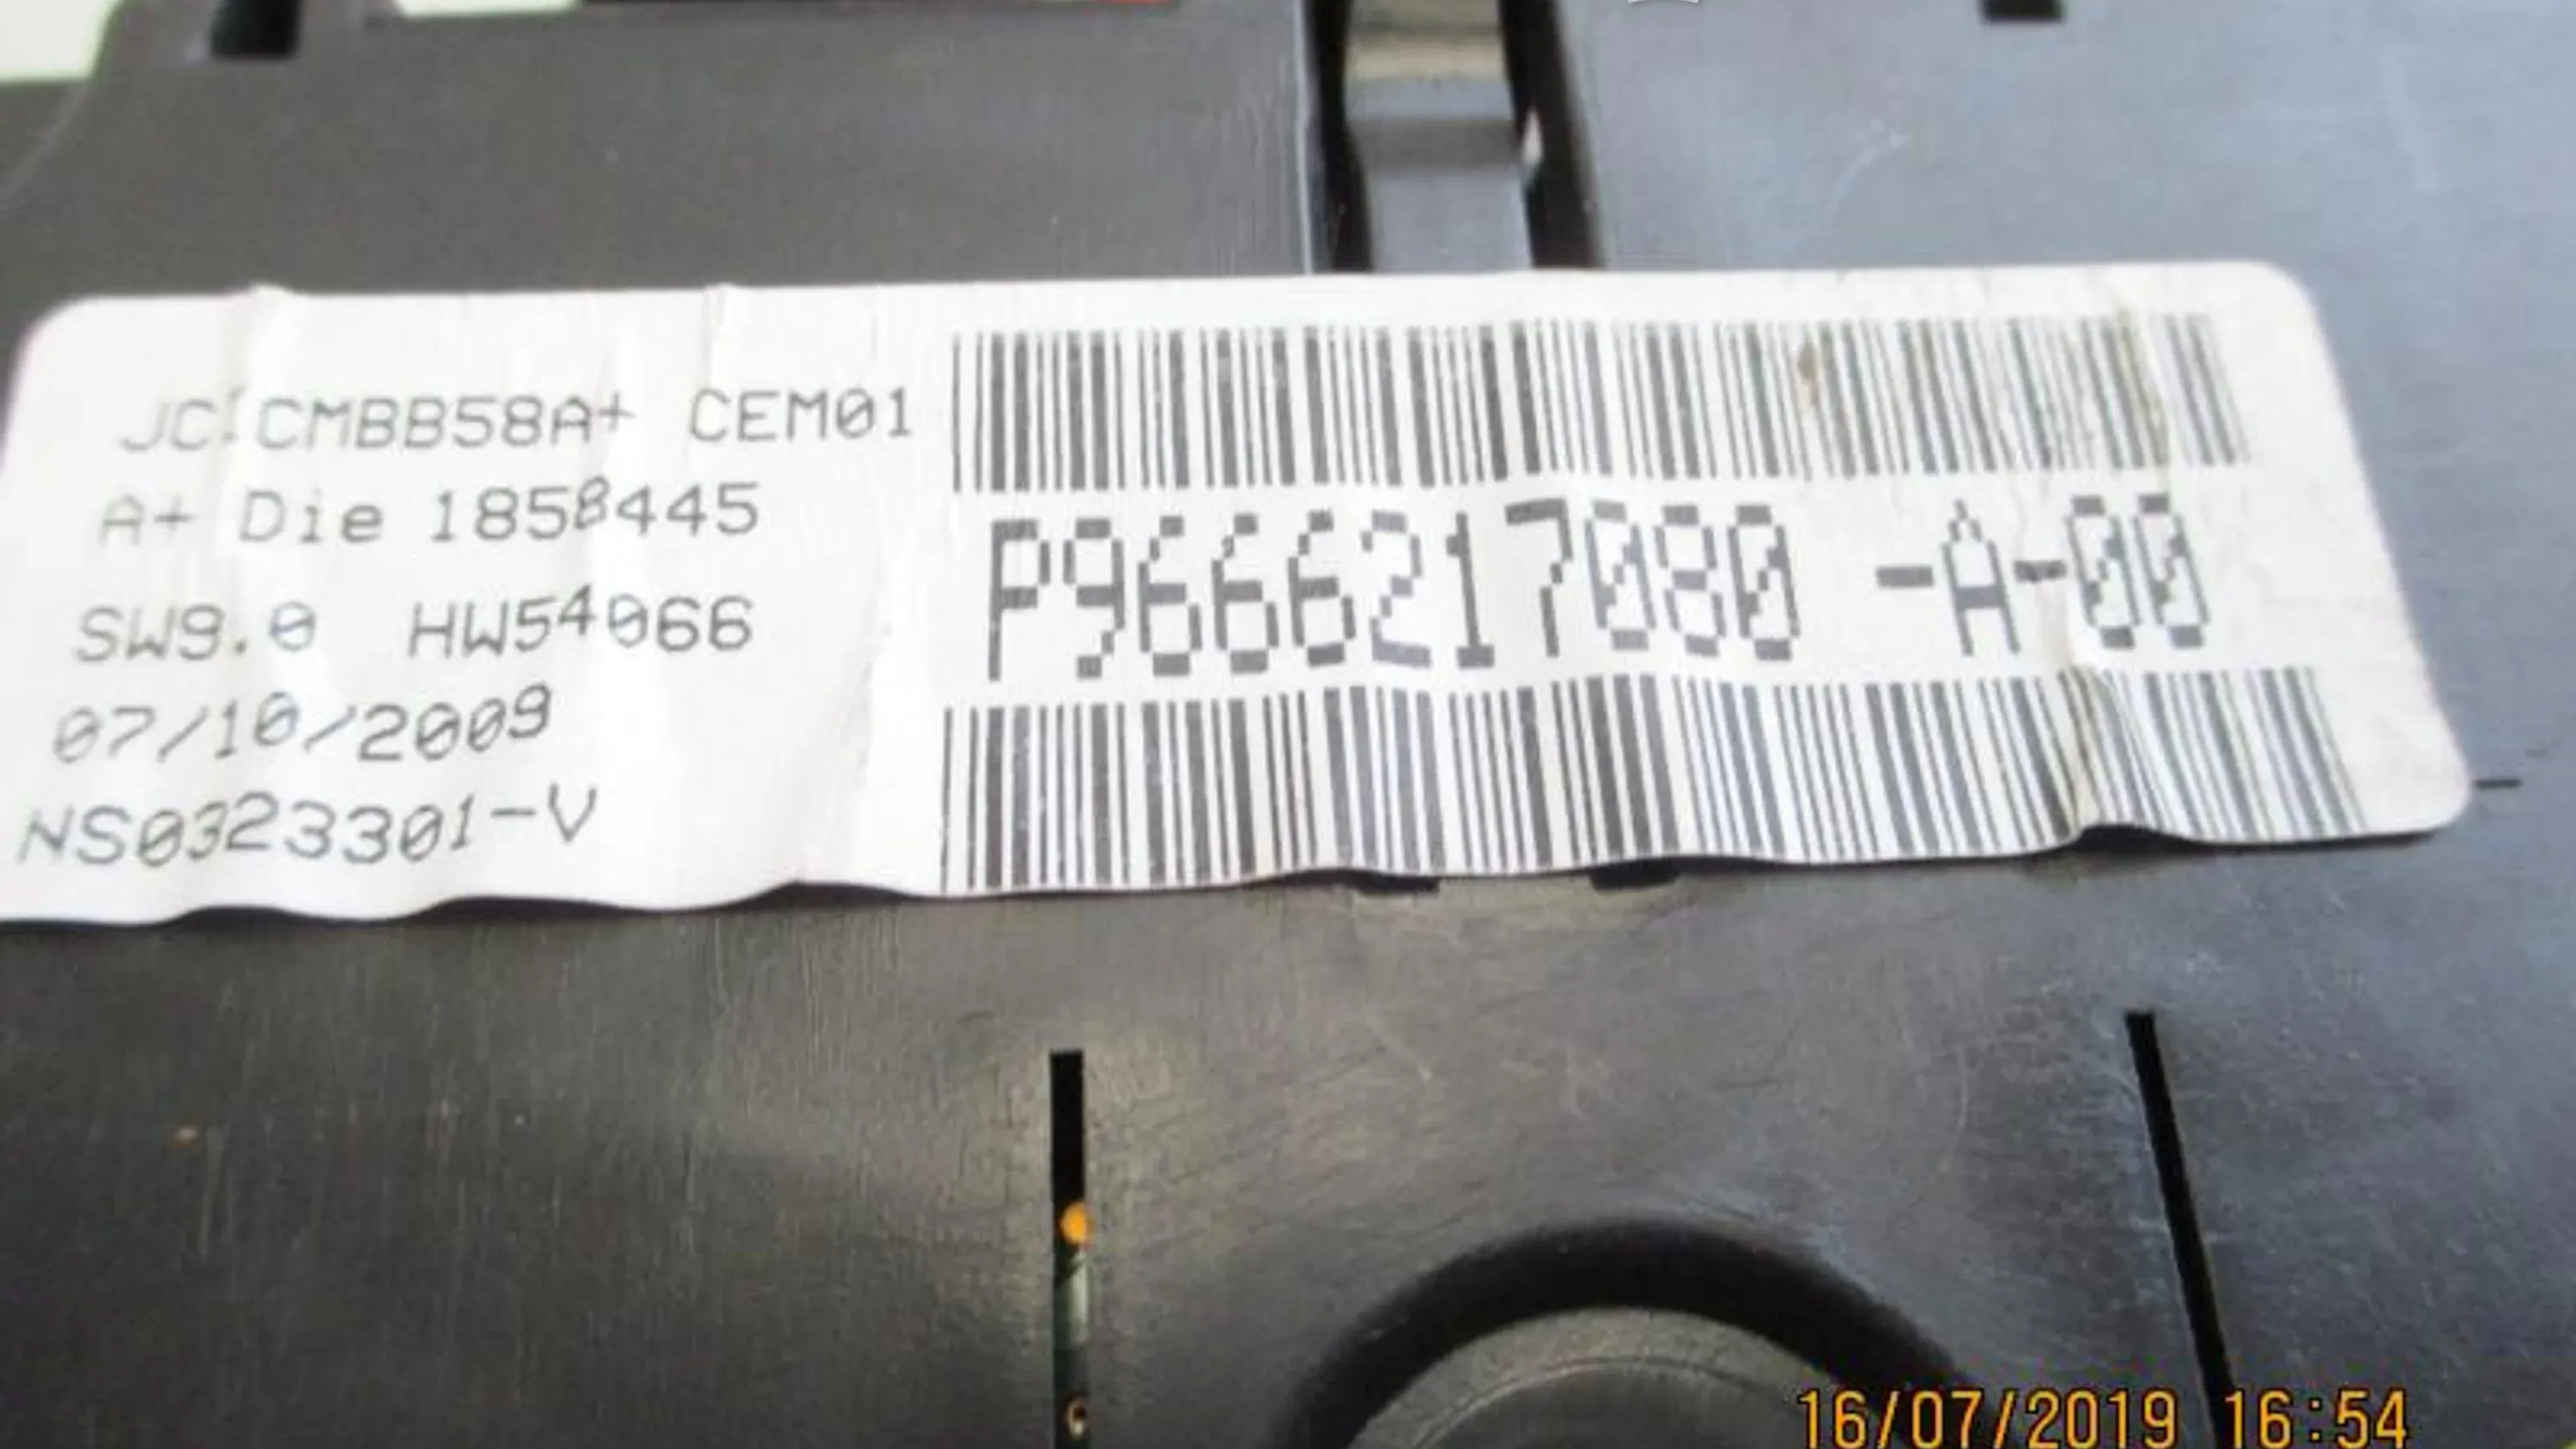 JCI CMBB58A+ CEM01
A+ Die 1858445
SW9.0 HW54066
07/10/2009
NS0323301-V
P9666217080 -A-00
16/07/2019 16:54